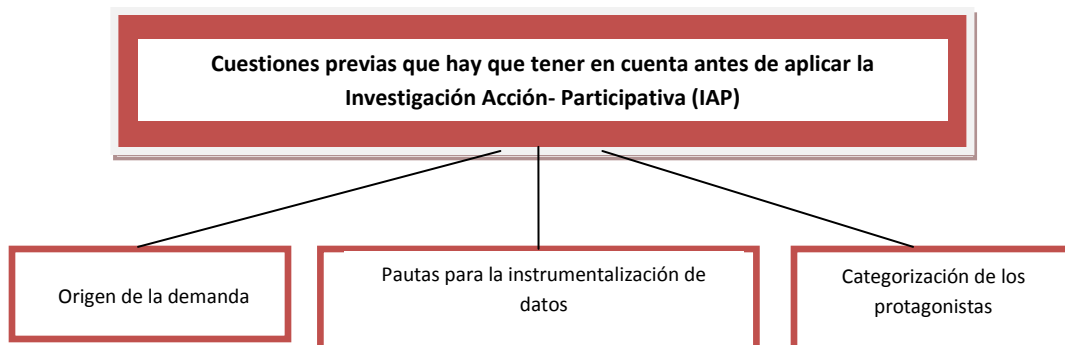 Cuestiones previas que hay que tener en cuenta antes de aplicar la
Investigación Acción- Participativa (IAP)
Origen de la demanda
Pautas para la instrumentalización de
datos
Categorización de los
protagonistas